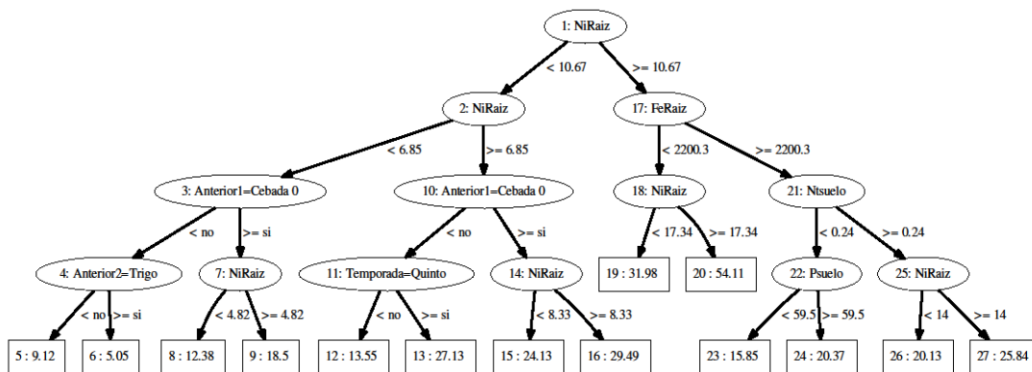 1: NiRaiz
< 10.67
>= 10.67
2: NiRaiz
17: FeRaiz
< 6.85
>= 6.85
< 2200.3
>= 2200.3
3: Anterior1=Cebada 0
10: Anterior1=Cebada 0
18: NiRaiz
21: Ntsuelo
< no
>= si
< no
>= si
< 17.34
>= 17.34
< 0.24
>= 0.24
4: Anterior2=Trigo
7: NiRaiz
11: Temporada=Quinto
14: NiRaiz
19 : 31.98
20 : 54.11
22: Psuelo
25: NiRaiz
< no
>= si
< 4.82
>= 4.82
< no
>= si
< 8.33
>= 8.33
< 59.5
>= 59.5
< 14
>= 14
5 : 9.12
6 : 5.05
8 : 12.38
9 : 18.5
12 : 13.55
13 : 27.13
15 : 24.13
16 : 29.49
23 : 15.85
24 : 20.37
26 : 20.13
27 : 25.84